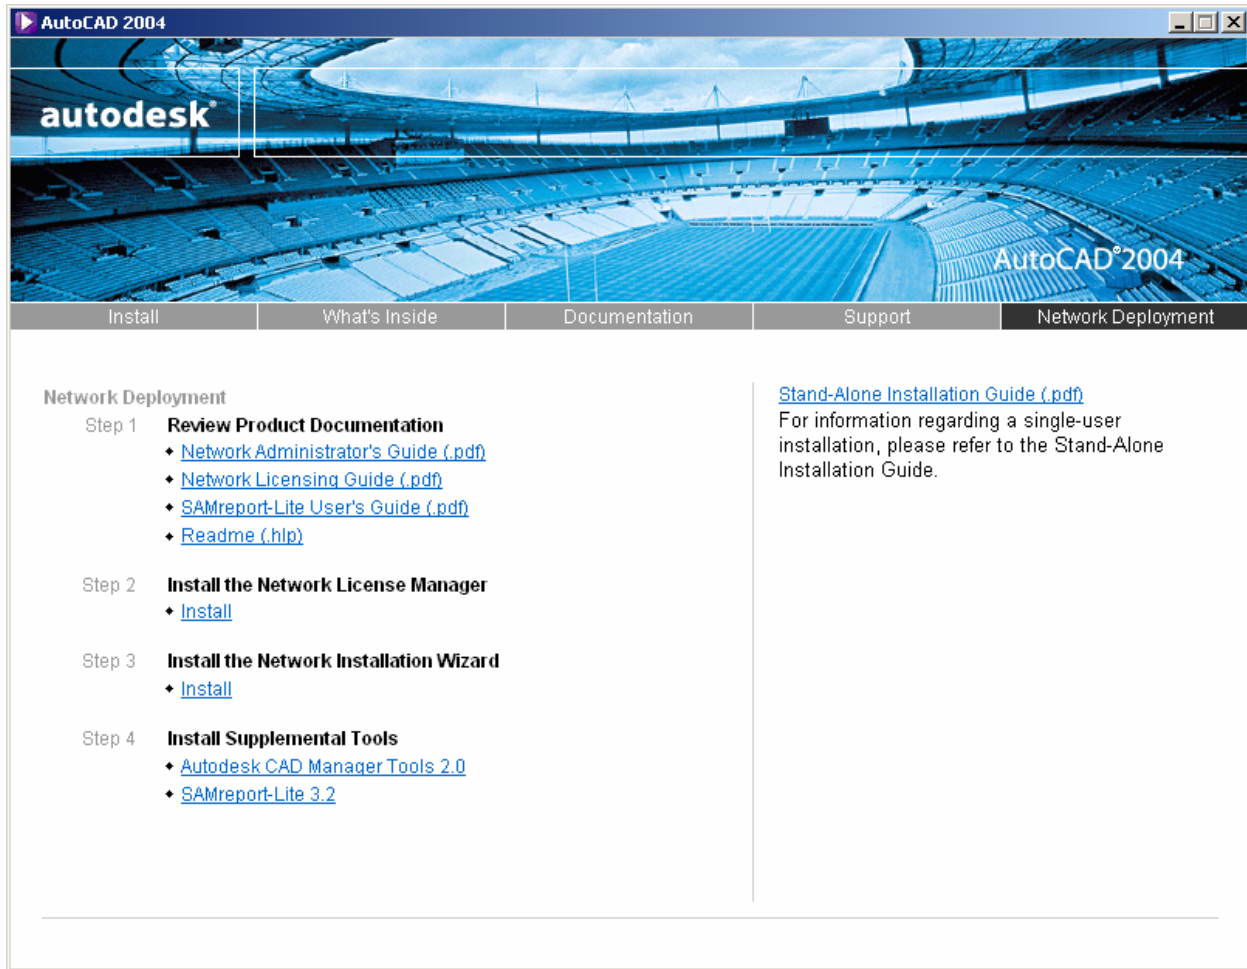 AutoCAD 2004
autodesk®
AutoCAD®2004
Install
What's Inside
Documentation
Support
Network Deployment
Network Deployment
Step 1 Review Product Documentation
Network Administrator's Guide (.pdf)
Network Licensing Guide (.pdf)
SAMreport-Lite User's Guide (.pdf)
Readme (.hlp)
Step 2 Install the Network License Manager
Install
Step 3 Install the Network Installation Wizard
Install
Step 4 Install Supplemental Tools
Autodesk CAD Manager Tools 2.0
SAMreport-Lite 3.2
Stand-Alone Installation Guide (.pdf)
For information regarding a single-user
installation, please refer to the Stand-Alone
Installation Guide.